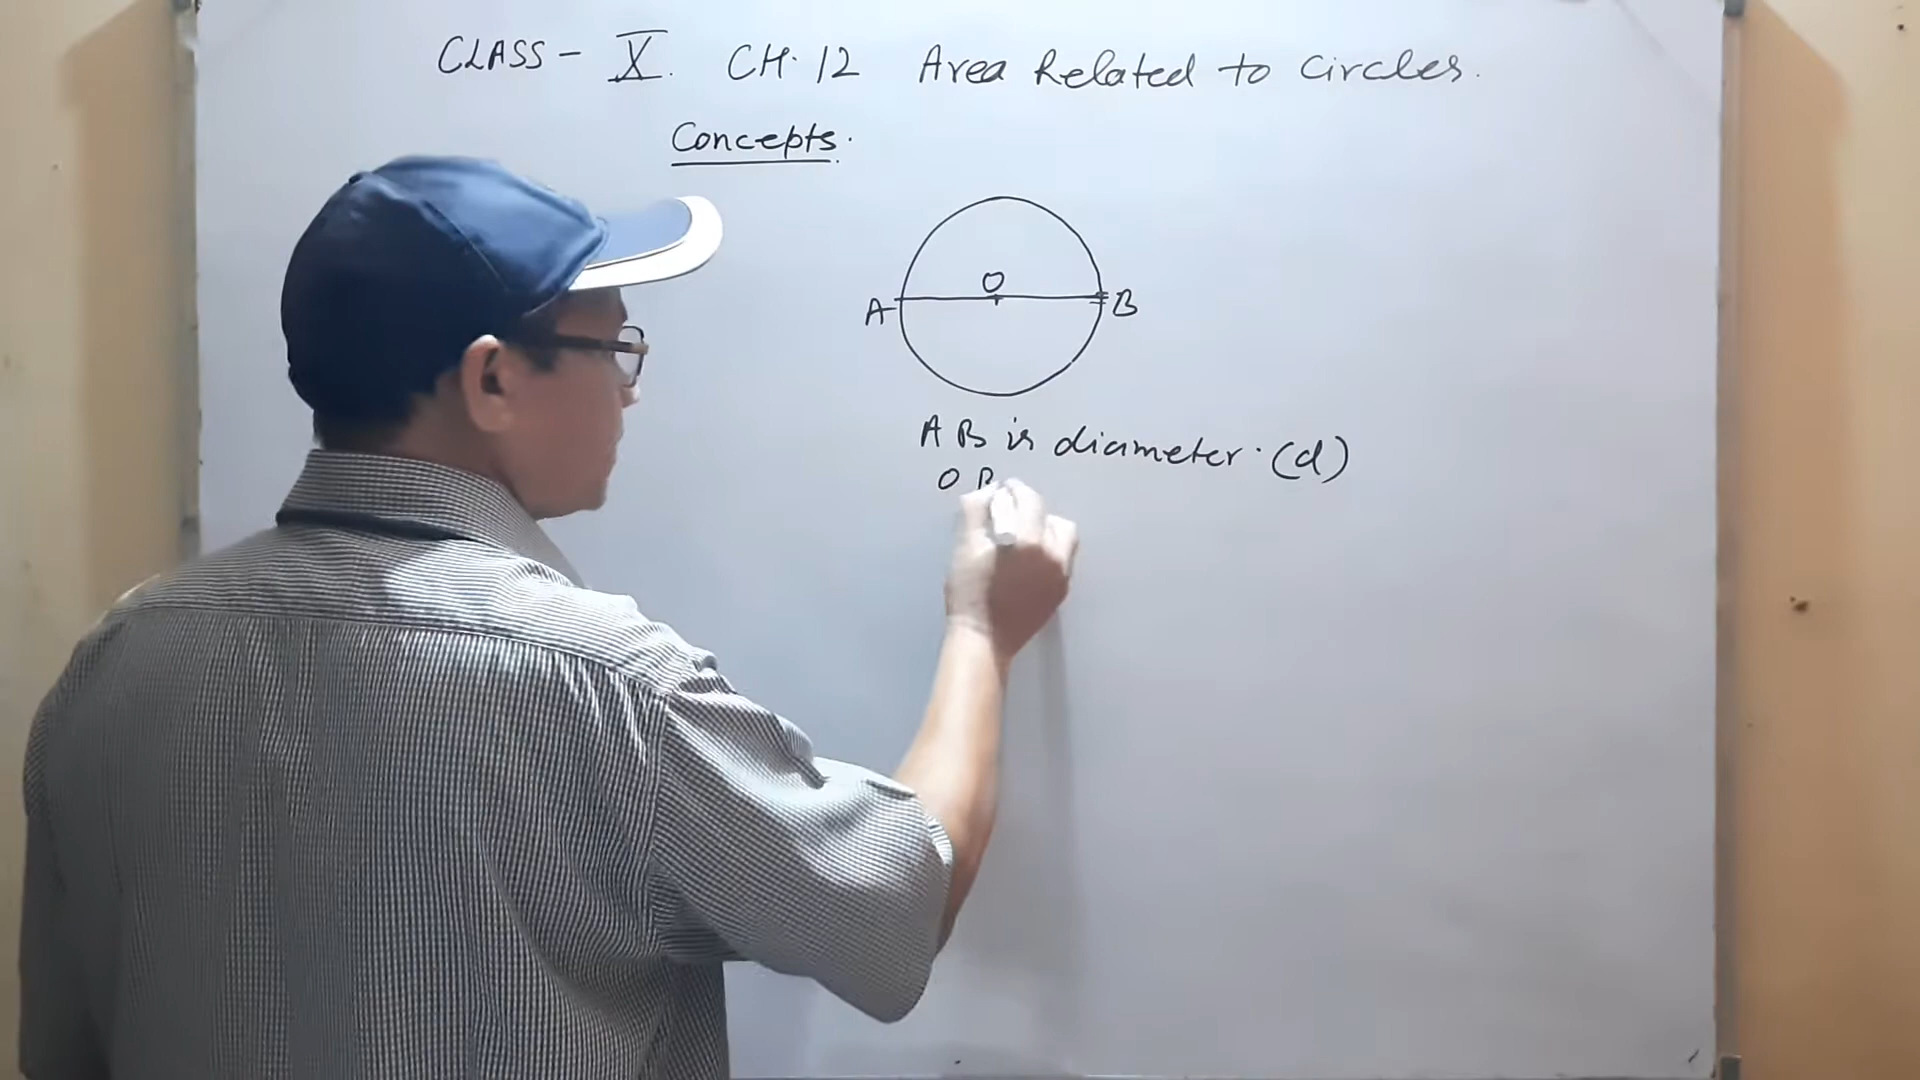 CLASS - X. CH. 12 Area Related to Circles.
Concepts.
O
A B
AB is diameter. (d)
O B